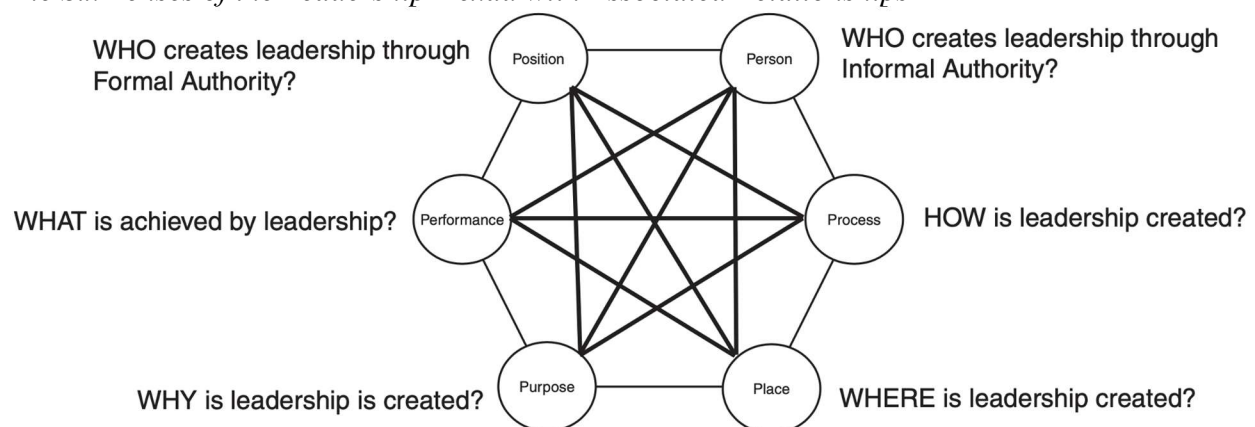 WHO creates leadership through
Formal Authority?
Position
Person
WHO creates leadership through
Informal Authority?
WHAT is achieved by leadership?
Performance
Process
HOW is leadership created?
WHY is leadership is created?
Purpose
Place
WHERE is leadership created?